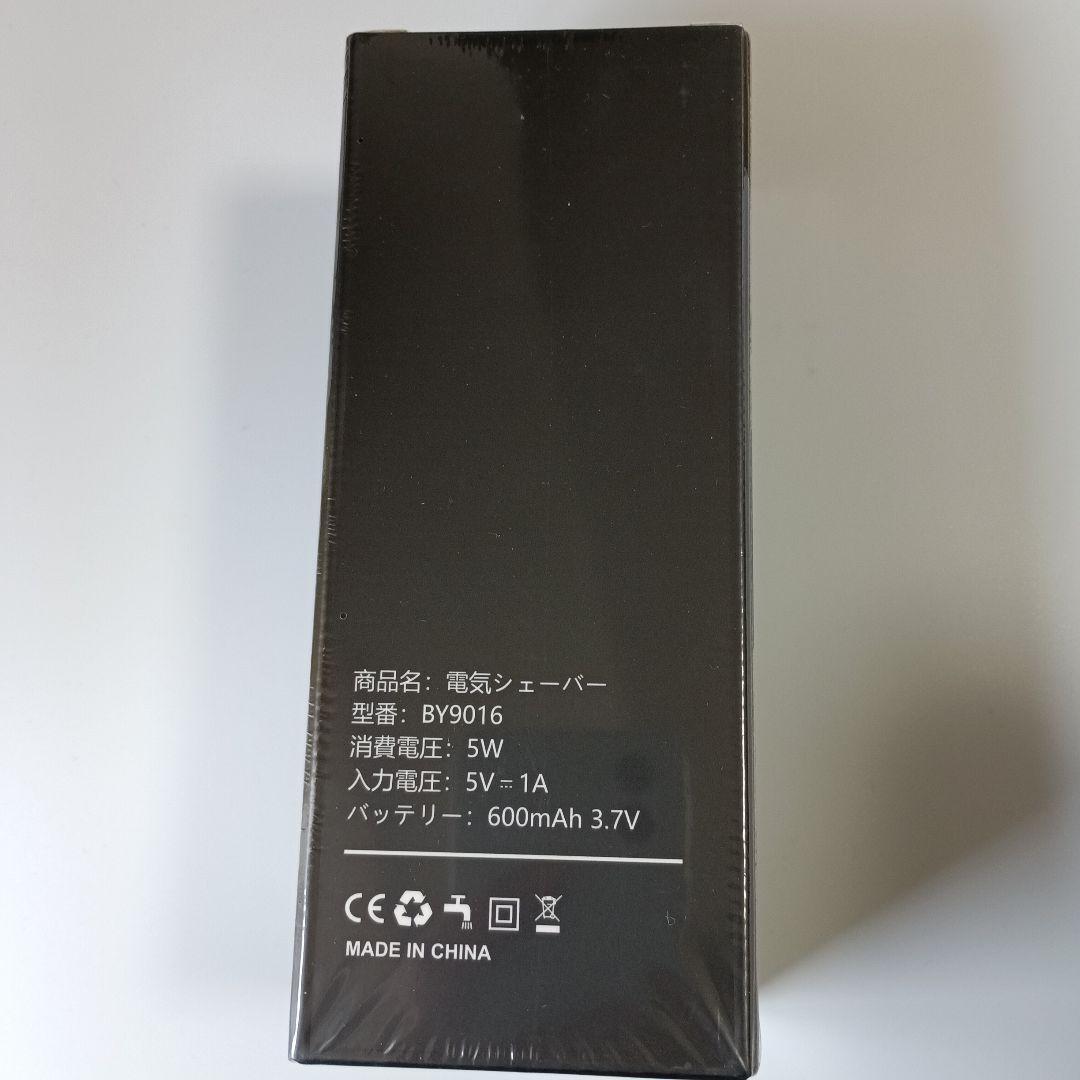 商品名: 電気シェーバー
型番: BY9016
消費電圧: 5W
入力電圧: 5V⎓1A
バッテリー: 600mAh 3.7V
CE
MADE IN CHINA